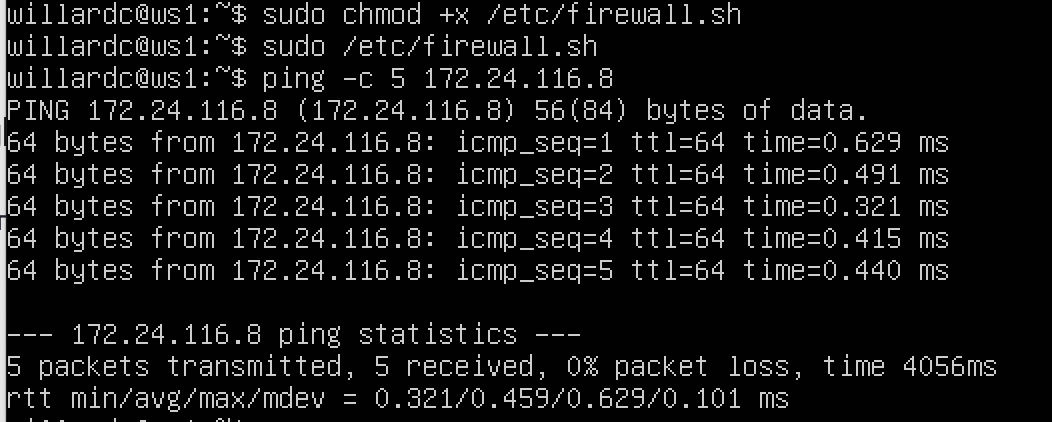 willardc@ws1:~$ sudo chmod +x /etc/firewall.sh
willardc@ws1:~$ sudo /etc/firewall.sh
willardc@ws1:~$ ping -c 5 172.24.116.8
PING 172.24.116.8 (172.24.116.8) 56(84) bytes of data.
64 bytes from 172.24.116.8: icmp_seq=1 ttl=64 time=0.629 ms
64 bytes from 172.24.116.8: icmp_seq=2 ttl=64 time=0.491 ms
64 bytes from 172.24.116.8: icmp_seq=3 ttl=64 time=0.321 ms
64 bytes from 172.24.116.8: icmp_seq=4 ttl=64 time=0.415 ms
64 bytes from 172.24.116.8: icmp_seq=5 ttl=64 time=0.440 ms
--- 172.24.116.8 ping statistics ---
5 packets transmitted, 5 received, 0% packet loss, time 4056ms
rtt min/avg/max/mdev = 0.321/0.459/0.629/0.101 ms